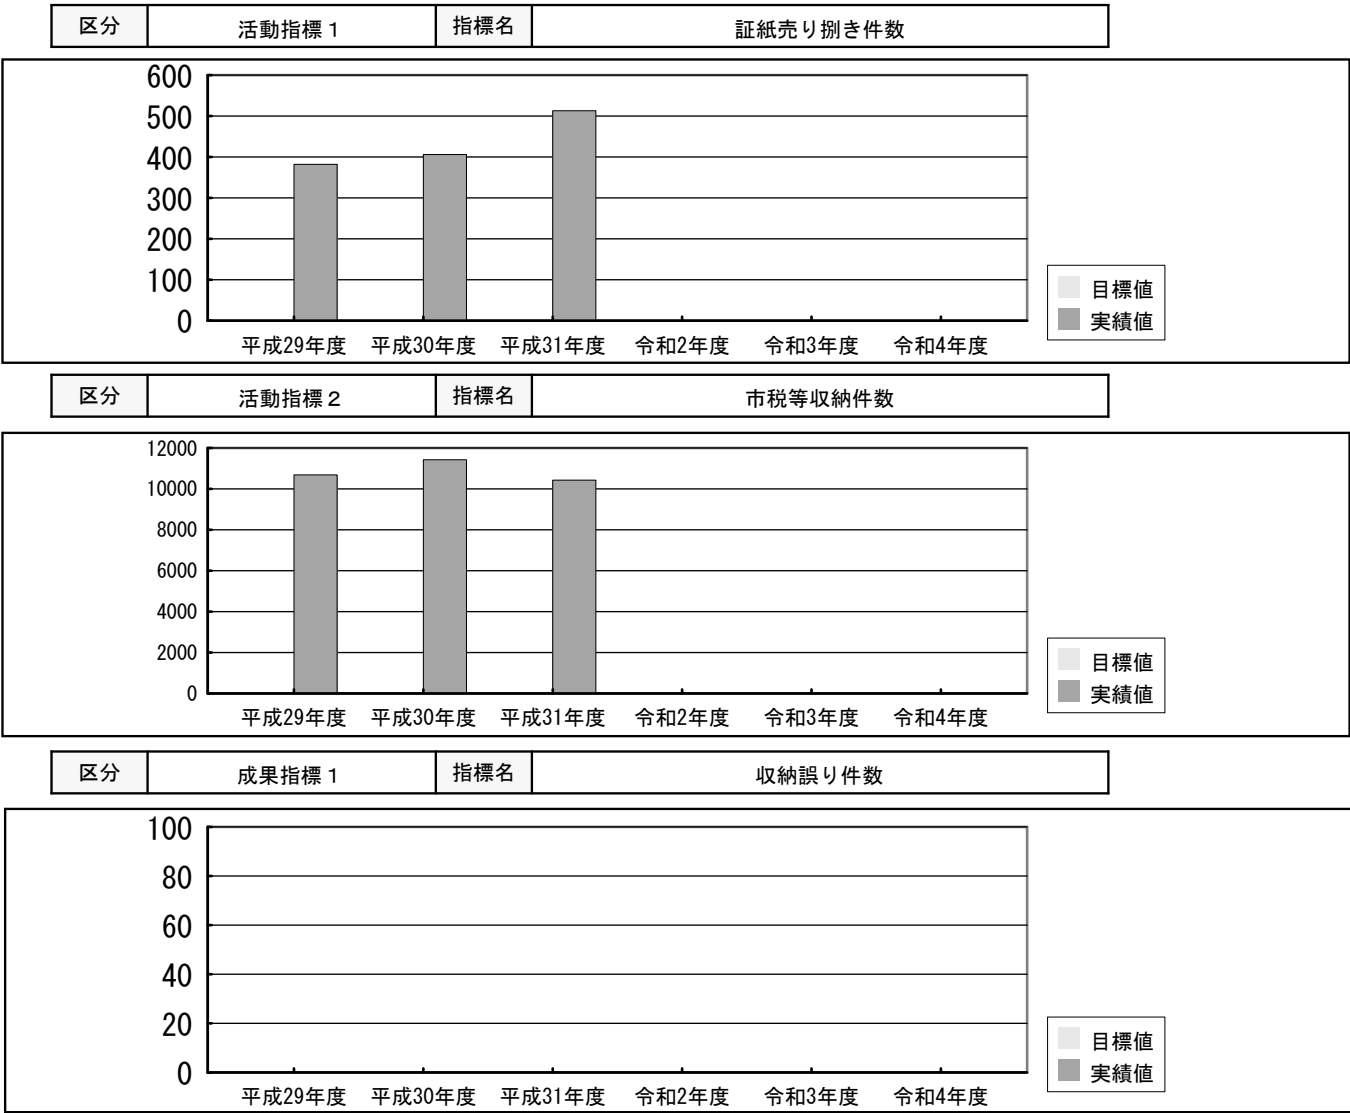 区分 活動指標１ 指標名 証紙売り捌き件数
600
500
400
300
200
100
0
平成29年度 平成30年度 平成31年度 令和2年度 令和3年度 令和4年度
目標値
実績値
区分 活動指標２ 指標名 市税等収納件数
12000
10000
8000
6000
4000
2000
0
平成29年度 平成30年度 平成31年度 令和2年度 令和3年度 令和4年度
目標値
実績値
区分 成果指標１ 指標名 収納誤り件数
100
80
60
40
20
0
平成29年度 平成30年度 平成31年度 令和2年度 令和3年度 令和4年度
目標値
実績値